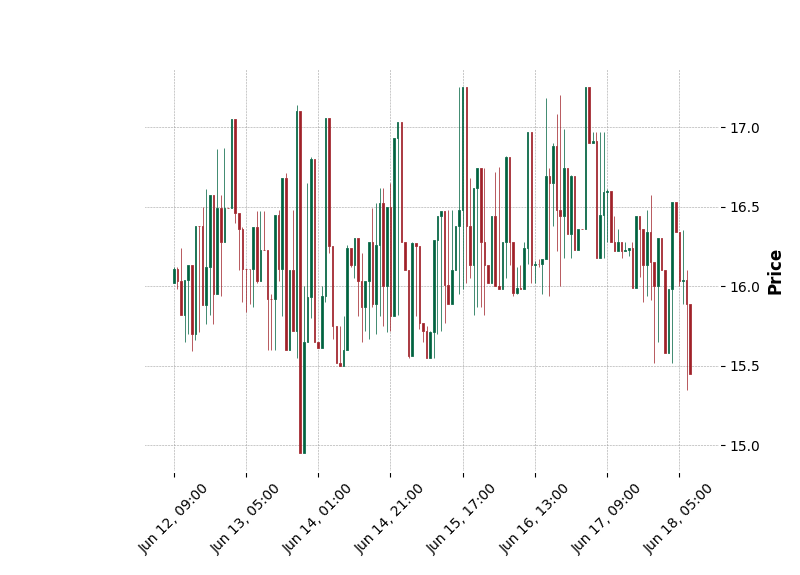 17.0
16.5
16.0
15.5
15.0
Price
Jun 12, 09:00
Jun 13, 05:00
Jun 14, 01:00
Jun 14, 21:00
Jun 15, 17:00
Jun 16, 13:00
Jun 17, 09:00
Jun 18, 05:00